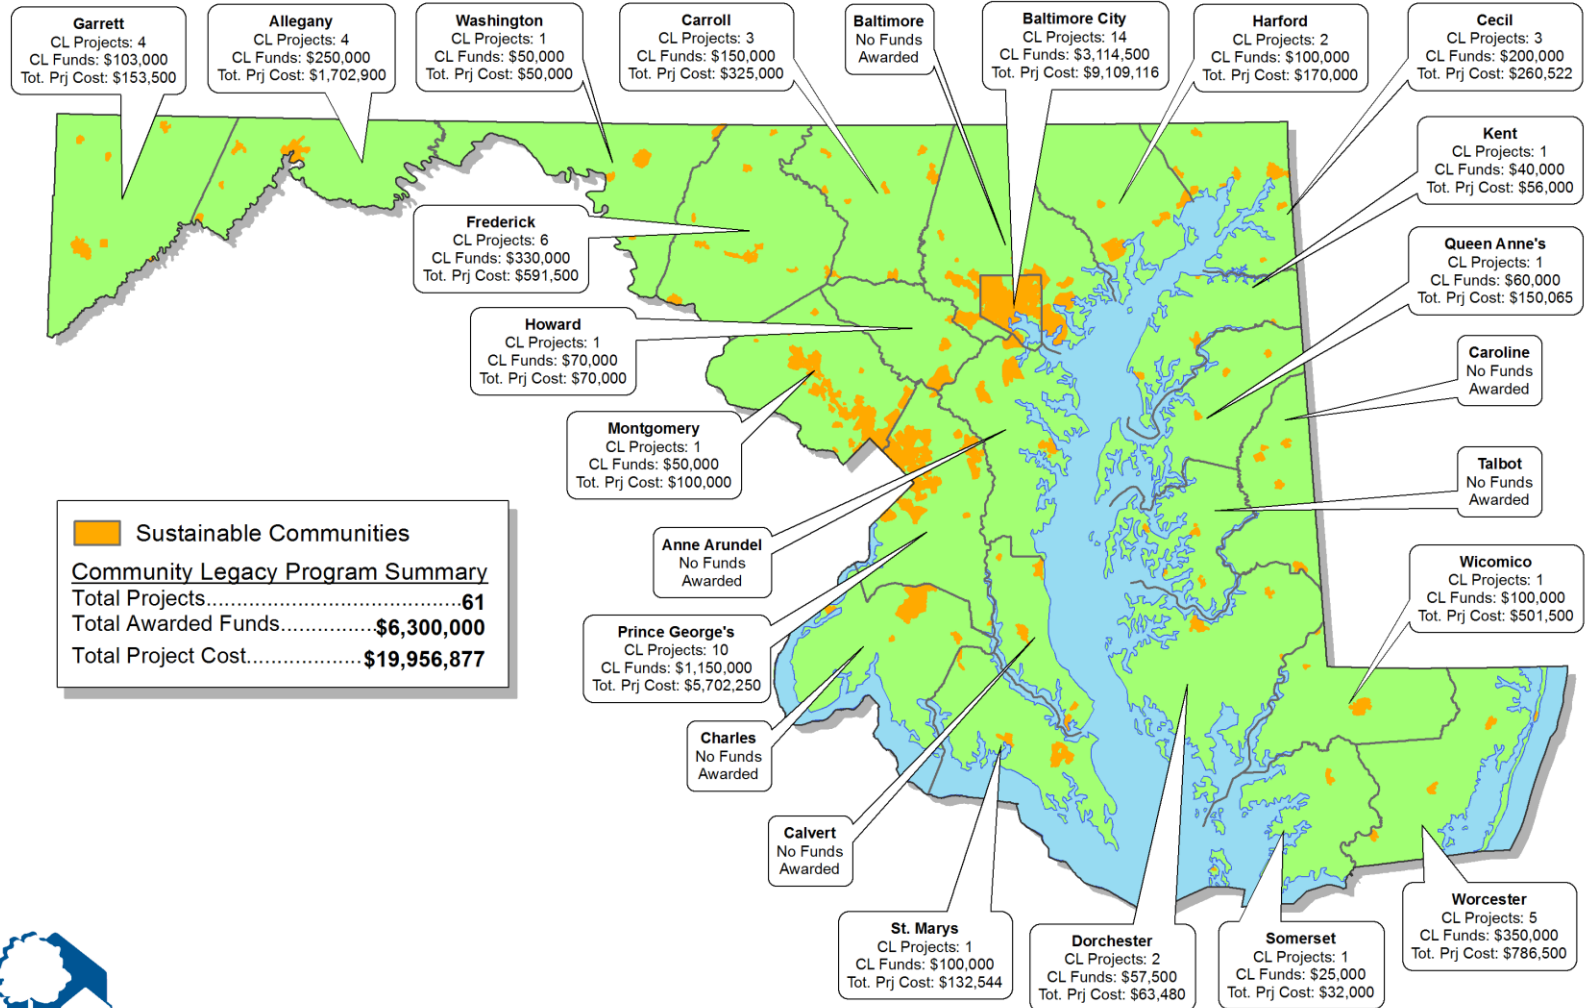 Garrett
CL Projects: 4
CL Funds: $103,000
Tot. Prj Cost: $153,500
Allegany
CL Projects: 4
CL Funds: $250,000
Tot. Prj Cost: $1,702,900
Washington
CL Projects: 1
CL Funds: $50,000
Tot. Prj Cost: $50,000
Carroll
CL Projects: 3
CL Funds: $150,000
Tot. Prj Cost: $325,000
Baltimore
No Funds
Awarded
Baltimore City
CL Projects: 14
CL Funds: $3,114,500
Tot. Prj Cost: $9,109,116
Harford
CL Projects: 2
CL Funds: $100,000
Tot. Prj Cost: $170,000
Cecil
CL Projects: 3
CL Funds: $200,000
Tot. Prj Cost: $260,522
Kent
CL Projects: 1
CL Funds: $40,000
Tot. Prj Cost: $56,000
Frederick
CL Projects: 6
CL Funds: $330,000
Tot. Prj Cost: $591,500
Queen Anne's
CL Projects: 1
CL Funds: $60,000
Tot. Prj Cost: $150,065
Howard
CL Projects: 1
CL Funds: $70,000
Tot. Prj Cost: $70,000
Caroline
No Funds
Awarded
Montgomery
CL Projects: 1
CL Funds: $50,000
Tot. Prj Cost: $100,000
Talbot
No Funds
Awarded
Sustainable Communities
Community Legacy Program Summary
Total Projects......................................61
Total Awarded Funds...............$6,300,000
Total Project Cost...................$19,956,877
Anne Arundel
No Funds
Awarded
Wicomico
CL Projects: 1
CL Funds: $100,000
Tot. Prj Cost: $501,500
Prince George's
CL Projects: 10
CL Funds: $1,150,000
Tot. Prj Cost: $5,702,250
Charles
No Funds
Awarded
Calvert
No Funds
Awarded
St. Marys
CL Projects: 1
CL Funds: $100,000
Tot. Prj Cost: $132,544
Dorchester
CL Projects: 2
CL Funds: $57,500
Tot. Prj Cost: $63,480
Somerset
CL Projects: 1
CL Funds: $25,000
Tot. Prj Cost: $32,000
Worcester
CL Projects: 5
CL Funds: $350,000
Tot. Prj Cost: $786,500